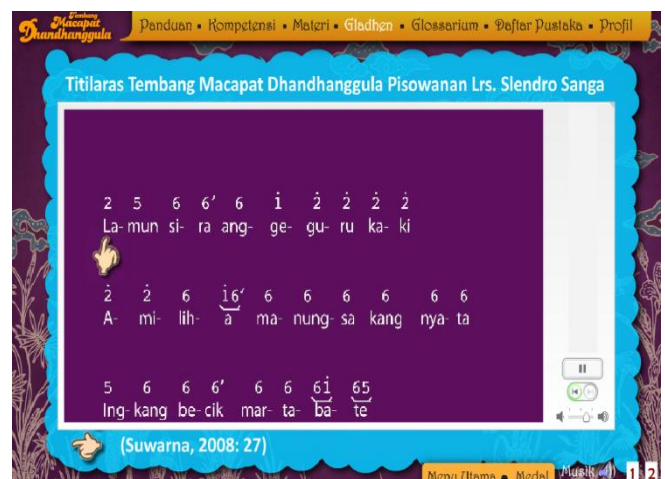 Tembang
Macapat
Dhandhanggula
Panduan • Kompetensi • Materi • Gladhen • Glossarium • Daftar Pustaka • Profil
Titilaras Tembang Macapat Dhandhanggula Pisowanan Lrs. Slendro Sanga
2 5 6 6′ 6 i̇ 2̇ 2̇ 2̇ 2̇
La- mun si- ra ang- ge- gu- ru ka- ki
2̇ 2̇ 6 i̇6′ 6 6 6 6 6 6
A- mi- lih- a ma- nung- sa kang nya- ta
5 6 6 6′ 6 6 6i̇ 65
Ing- kang be- cik mar- ta- ba- te
(Suwarna, 2008: 27)
Menu Utama • Medal Musik 1 2